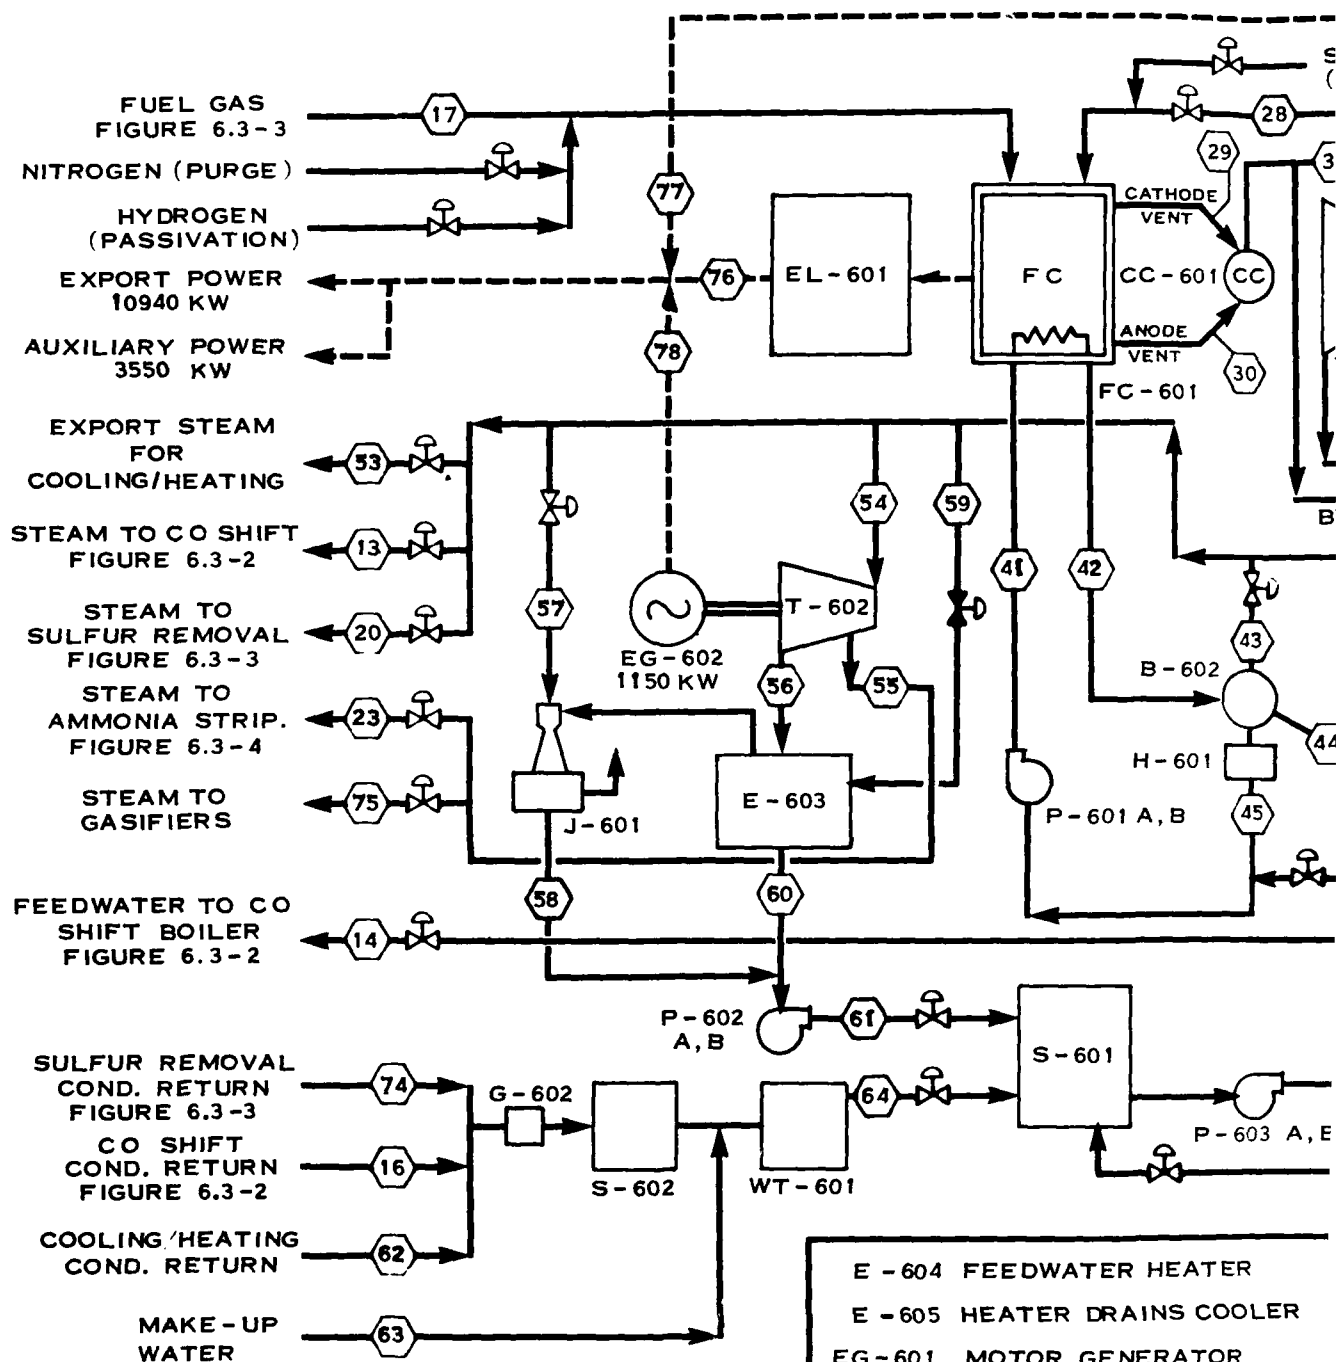 FUEL GAS
FIGURE 6.3-3
17
NITROGEN (PURGE)
HYDROGEN
(PASSIVATION)
EXPORT POWER
10940 KW
AUXILIARY POWER
3550 KW
77
76
78
EL-601
FC
FC-601
28
29
CATHODE
VENT
CC-601
CC
ANODE
VENT
30
EXPORT STEAM
FOR
COOLING/HEATING
53
STEAM TO CO SHIFT
FIGURE 6.3-2
13
STEAM TO
SULFUR REMOVAL
FIGURE 6.3-3
20
STEAM TO
AMMONIA STRIP.
FIGURE 6.3-4
23
STEAM TO
GASIFIERS
75
54
59
41
42
57
T-602
EG-602
1150 KW
56
55
43
B-602
44
H-601
45
E-603
J-601
P-601 A, B
58
60
FEEDWATER TO CO
SHIFT BOILER
FIGURE 6.3-2
14
P-602
A, B
61
S-601
64
SULFUR REMOVAL
COND. RETURN
FIGURE 6.3-3
74
G-602
CO SHIFT
COND. RETURN
FIGURE 6.3-2
16
S-602
WT-601
P-603 A,
COOLING/HEATING
COND. RETURN
62
MAKE-UP
WATER
63
E-604 FEEDWATER HEATER
E-605 HEATER DRAINS COOLER
EG-601 MOTOR GENERATOR